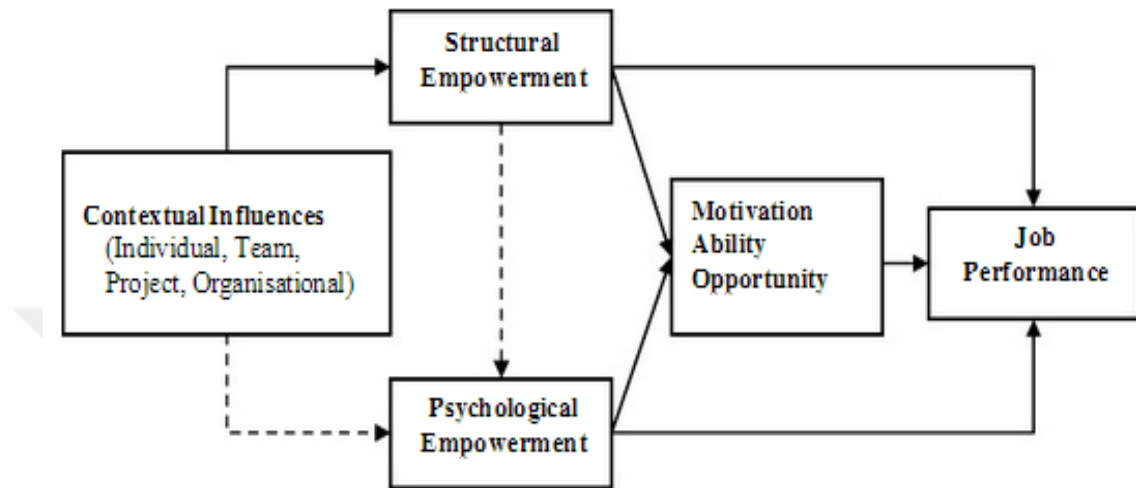 Structural
Empowerment
Contextual Influences
(Individual, Team,
Project, Organisational)
Motivation
Ability
Opportunity
Job
Performance
Psychological
Empowerment